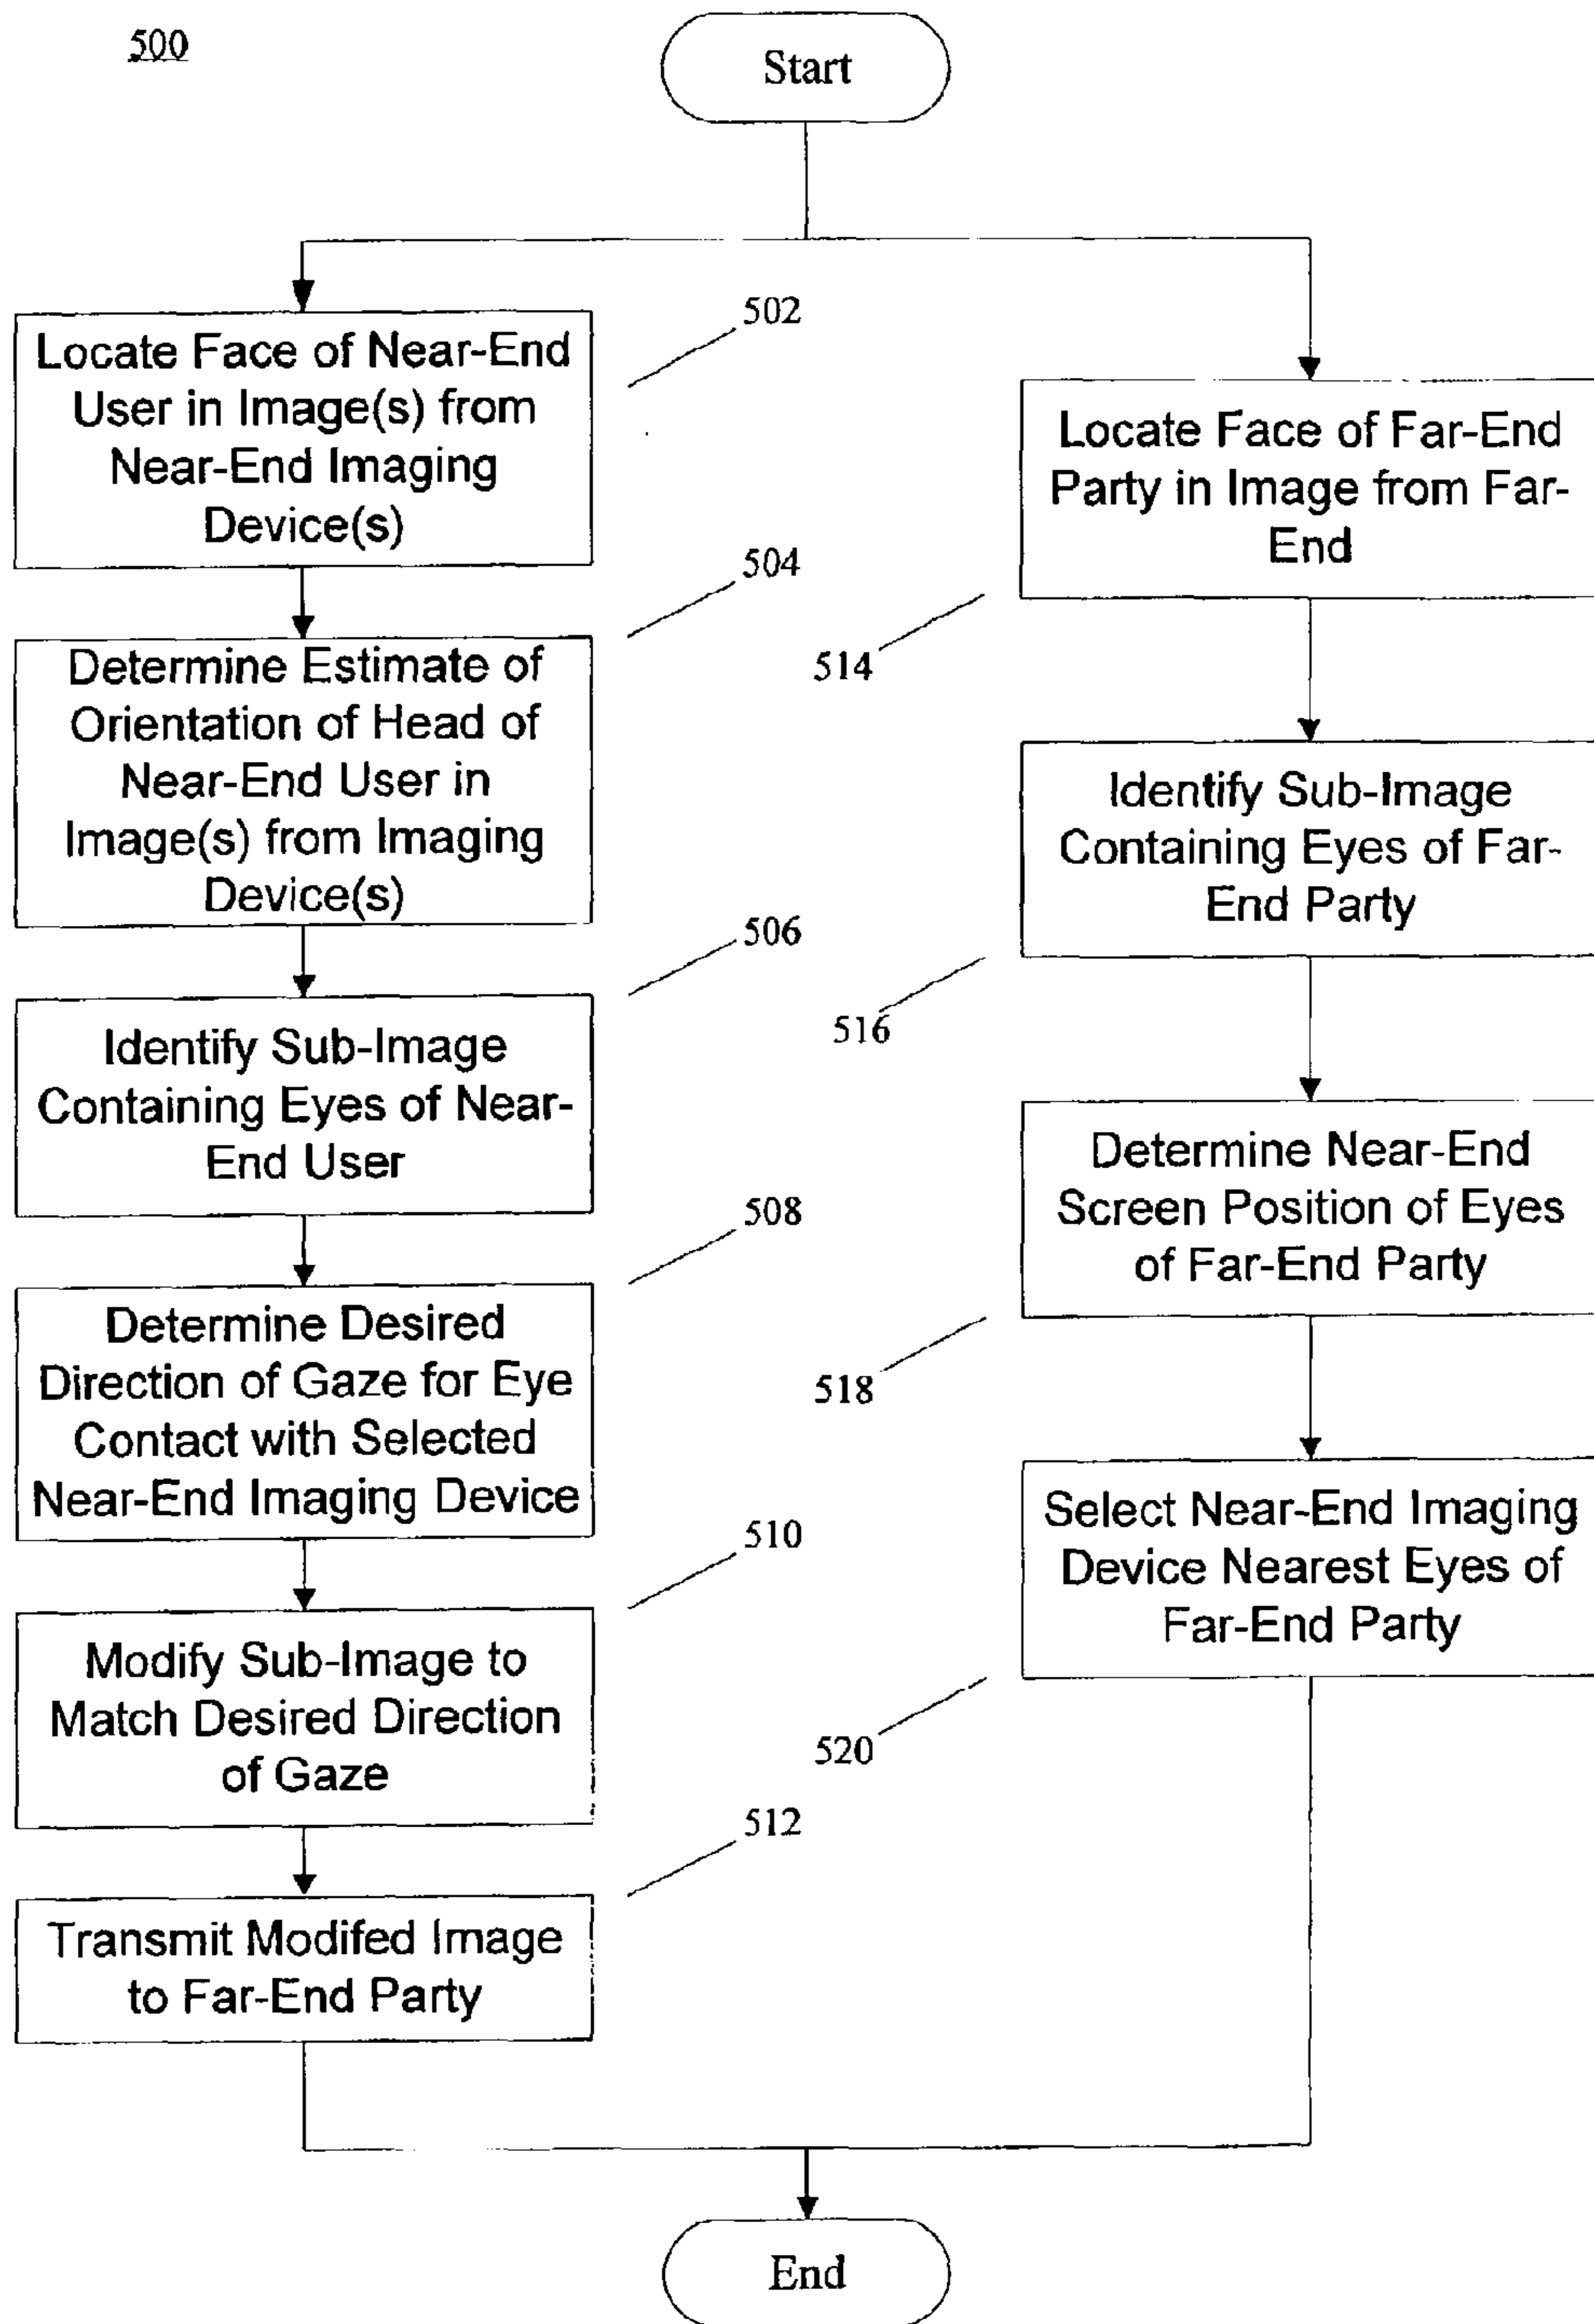 500
Start
502
Locate Face of Near-End
User in Image(s) from
Near-End Imaging
Device(s)
504
Determine Estimate of
Orientation of Head of
Near-End User in
Image(s) from Imaging
Device(s)
506
Identify Sub-Image
Containing Eyes of Near-
End User
508
Determine Desired
Direction of Gaze for Eye
Contact with Selected
Near-End Imaging Device
510
Modify Sub-Image to
Match Desired Direction
of Gaze
512
Transmit Modifed Image
to Far-End Party
Locate Face of Far-End
Party in Image from Far-
End
514
Identify Sub-Image
Containing Eyes of Far-
End Party
516
Determine Near-End
Screen Position of Eyes
of Far-End Party
518
Select Near-End Imaging
Device Nearest Eyes of
Far-End Party
520
End